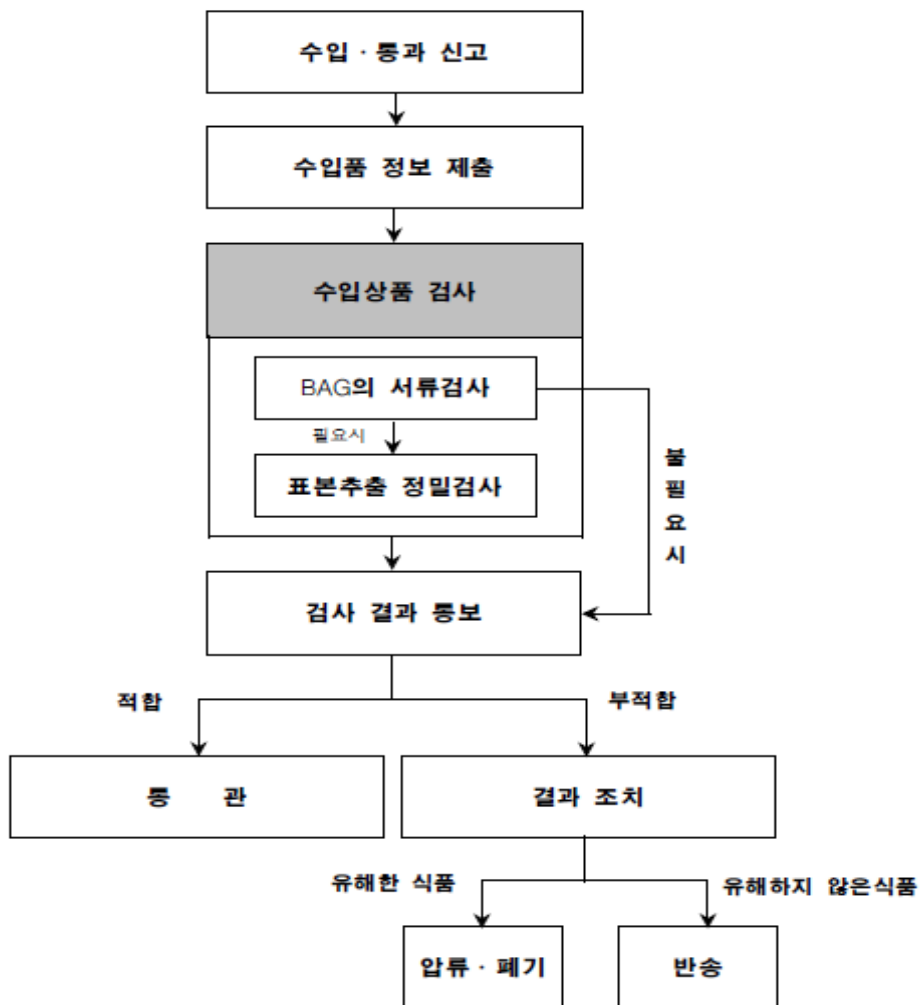 수입 · 통과 신고
수입품 정보 제출
수입상품 검사
BAG의 서류검사
필요시
표본추출 정밀검사
불
필
요
시
검사 결과 통보
적합
부적합
통 관
결과 조치
유해한 식품
유해하지 않은식품
압류 · 폐기
반송